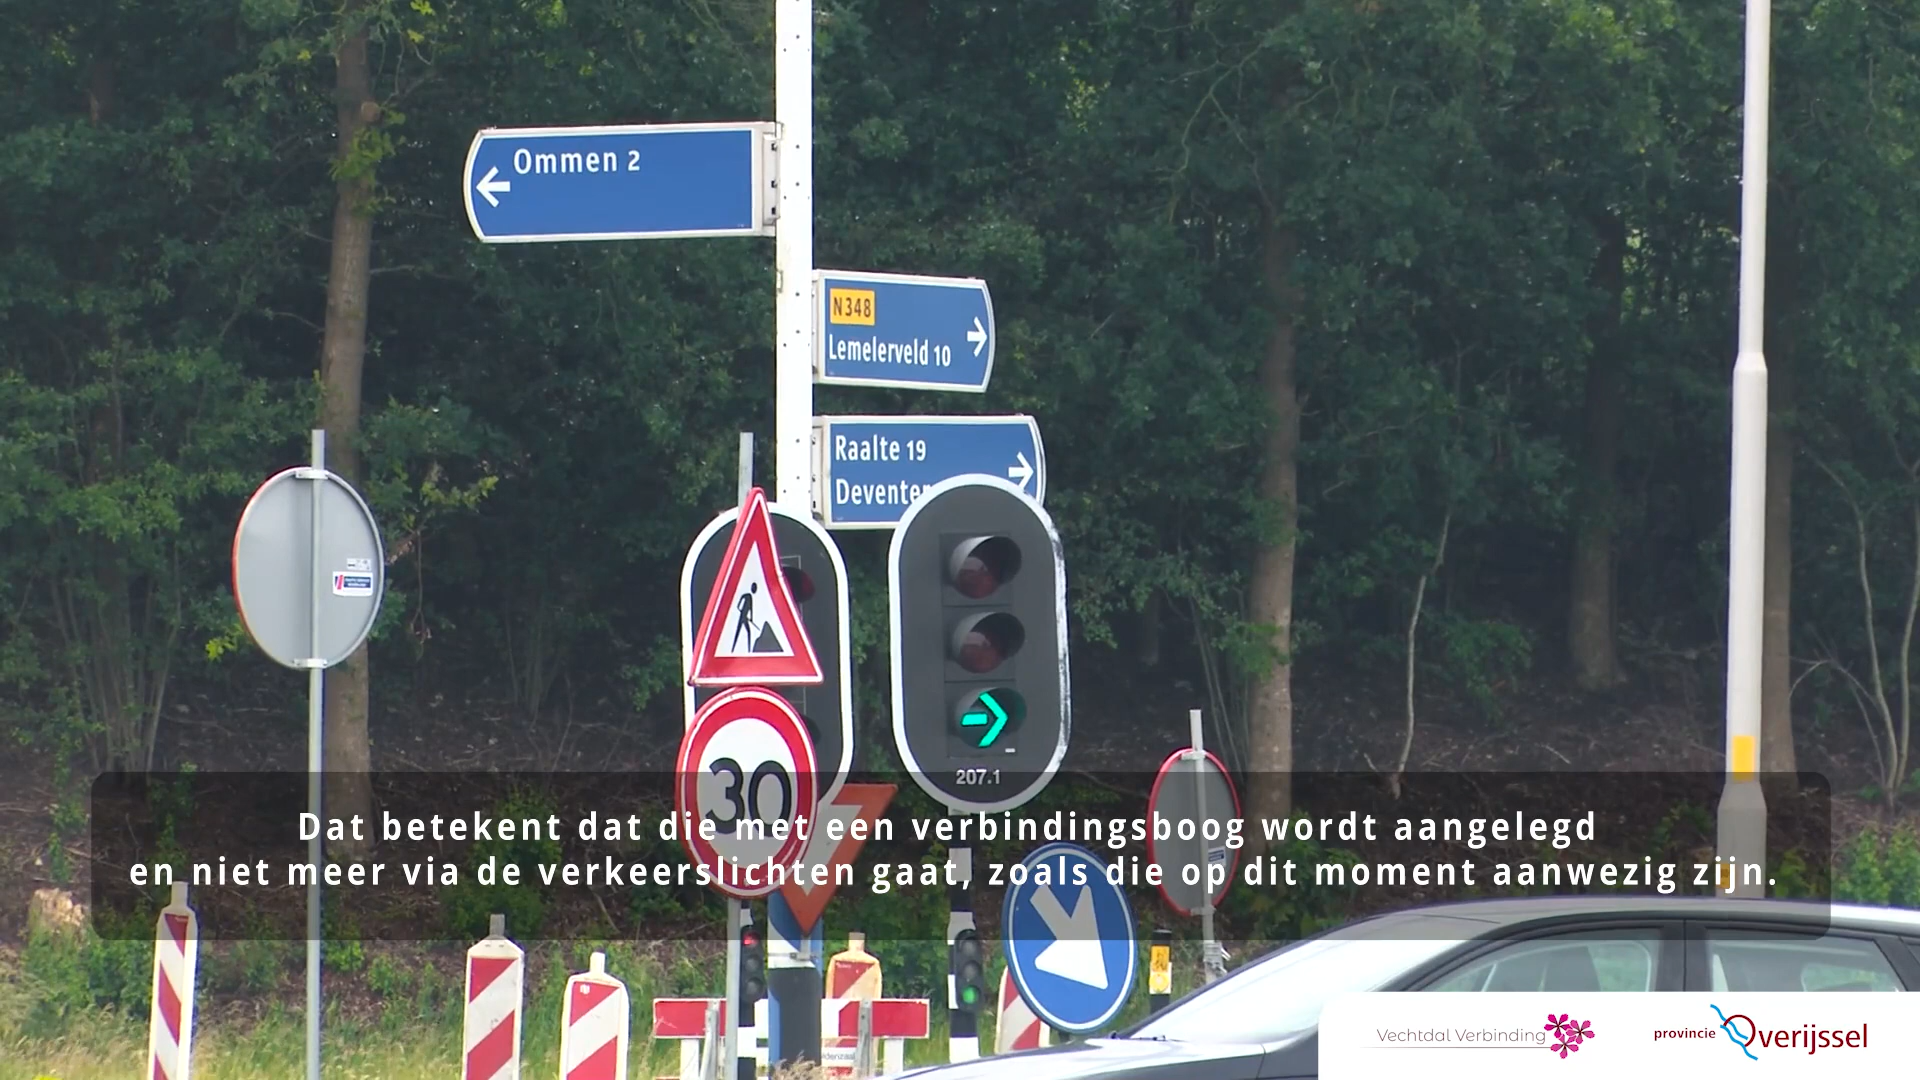 Ommen 2
N348
Lemelerveld 10
Raalte 19
Deventer
207.1
30
Dat betekent dat die met een verbindingsboog wordt aangelegd
en niet meer via de verkeerslichten gaat, zoals die op dit moment aanwezig zijn.
Vechtdal Verbinding
provincie Overijssel